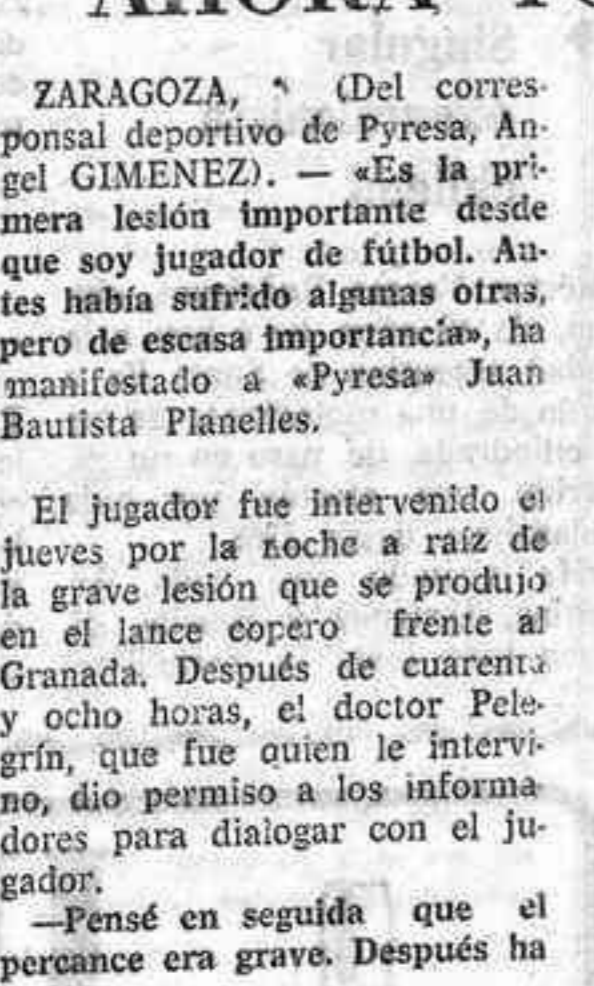 AHORA
ZARAGOZA, (Del corres-
ponsal deportivo de Pyresa, An-
gel GIMENEZ). — «Es la pri-
mera lesión importante desde
que soy jugador de fútbol. An-
tes había sufrido algunas otras,
pero de escasa importancia», ha
manifestado a «Pyresa» Juan
Bautista Planelles.
El jugador fue intervenido el
jueves por la noche a raíz de
la grave lesión que se produjo
en el lance copero frente al
Granada. Después de cuarenta
y ocho horas, el doctor Pele-
grín, que fue quien le intervi-
no, dio permiso a los informa-
dores para dialogar con el ju-
gador.
—Pensé en seguida que el
percance era grave. Después ha